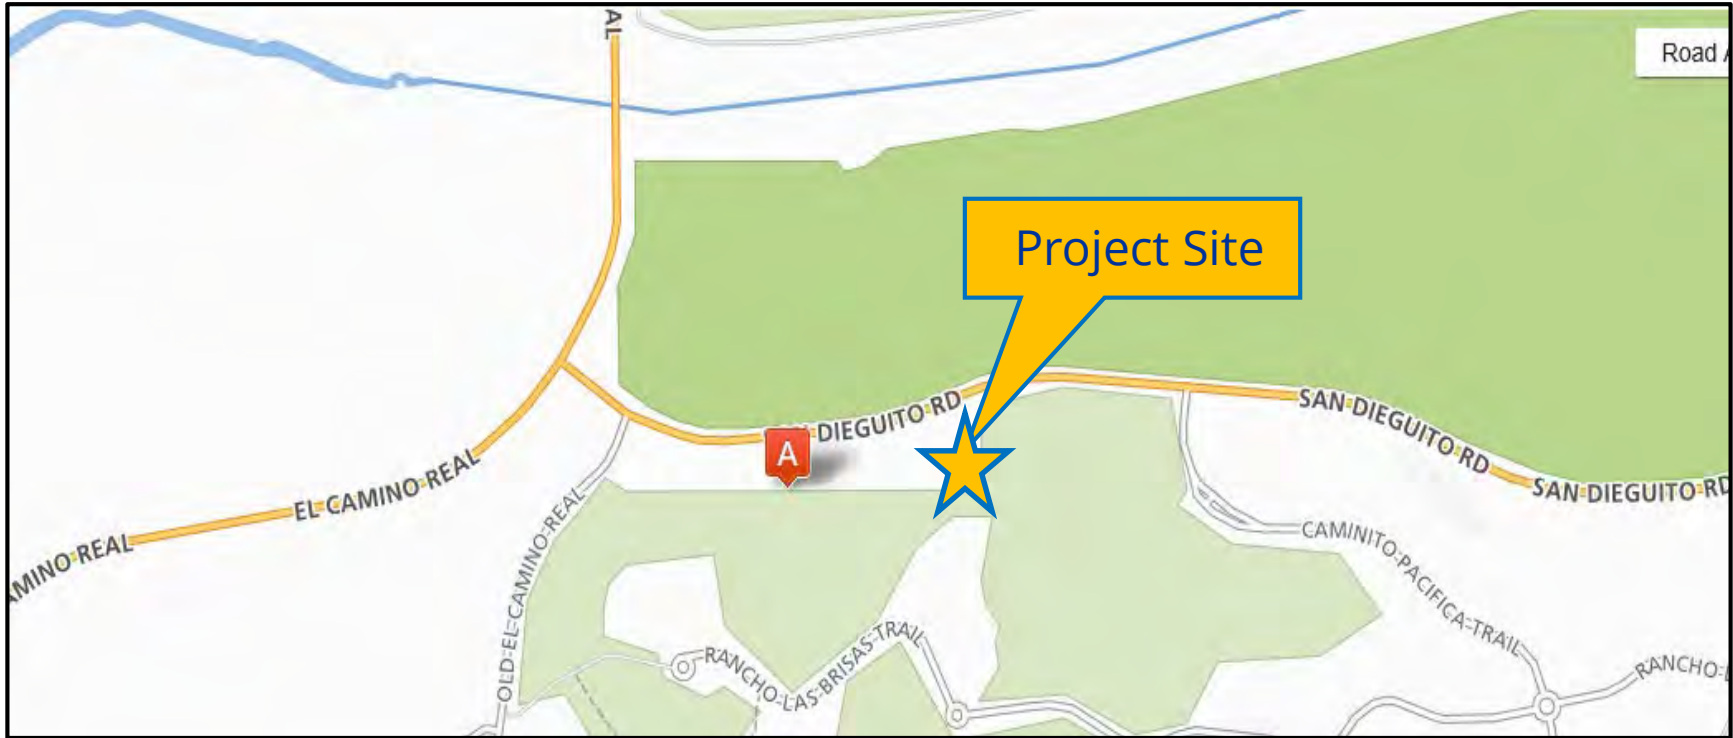 AL
Road
Project Site
SAN DIEGUITO RD
DIEGUITO RD
A
EL CAMINO REAL
SAN DIEGUITO RD
AMINO REAL
OLD-EL-CAMINO-REAL
CAMINITO-PACIFICA-TRAIL
RANCHO-LAS-BRISAS-TRAIL
RANCHO